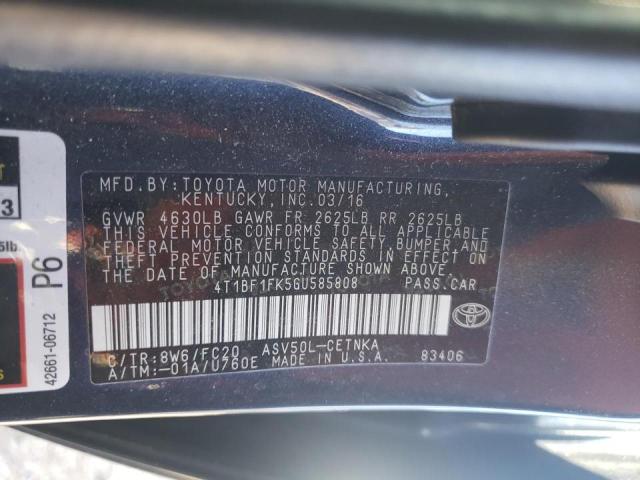 MFD.BY:TOYOTA MOTOR MANUFACTURING,
KENTUCKY, INC. 03/16
GVWR 4630LB GAWR FR 2625LB RR 2625LB
THIS VEHICLE CONFORMS TO ALL APPLICABLE
FEDERAL MOTOR VEHICLE SAFETY, BUMPER, AND
THEFT PREVENTION STANDARDS IN EFFECT ON
THE DATE OF MANUFACTURE SHOWN ABOVE.
4T1BF1FK5GU585808 PASS.CAR
C/TR:8W6/FC20 ASV50L-CETNKA
A/TM:-01A/U760E MADE IN U.S.A. 83406
P6
42661-06712
3
5lb